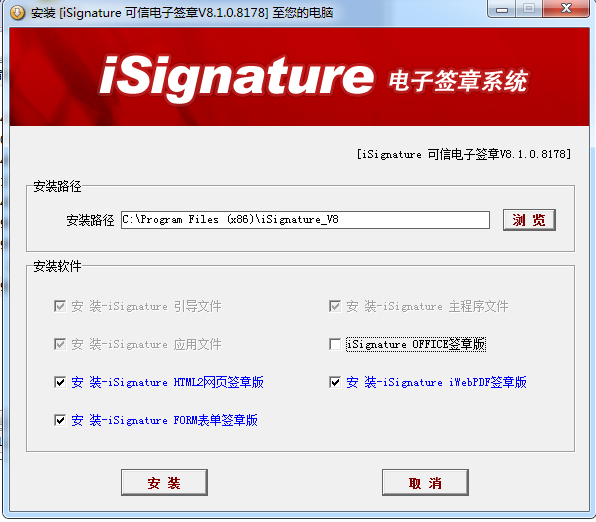 安装 [iSignature 可信电子签章V8.1.0.8178] 至您的电脑
iSignature 电子签章系统
[iSignature 可信电子签章V8.1.0.8178]
安装路径
安装路径 C:\Program Files (x86)\iSignature_V8 浏 览
安装软件
安 装-iSignature 引导文件 安 装-iSignature 主程序文件
安 装-iSignature 应用文件 iSignature OFFICE签章版
安 装-iSignature HTML2网页签章版 安 装-iSignature iWebPDF签章版
安 装-iSignature FORM表单签章版
安 装 取 消